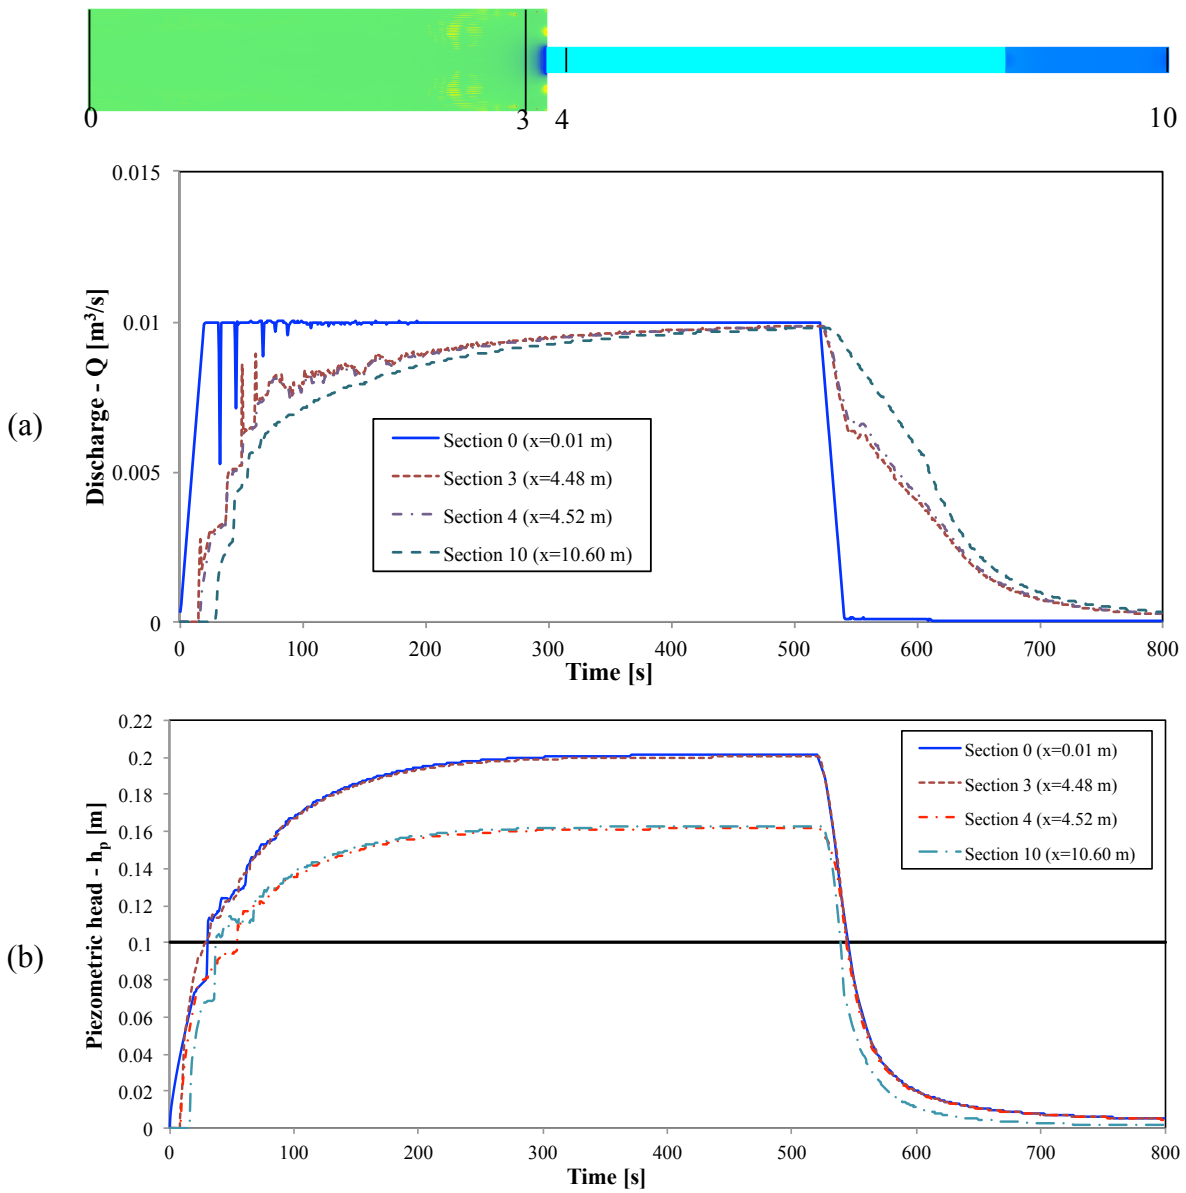 0 3 4 10
(a)
Discharge - Q [m³/s]
0.015
0.01
0.005
0
Section 0 (x=0.01 m)
Section 3 (x=4.48 m)
Section 4 (x=4.52 m)
Section 10 (x=10.60 m)
0 100 200 300 400 500 600 700 800
Time [s]
(b)
Piezometric head - hₚ [m]
0.22
0.2
0.18
0.16
0.14
0.12
0.1
0.08
0.06
0.04
0.02
0
Section 0 (x=0.01 m)
Section 3 (x=4.48 m)
Section 4 (x=4.52 m)
Section 10 (x=10.60 m)
0 100 200 300 400 500 600 700 800
Time [s]